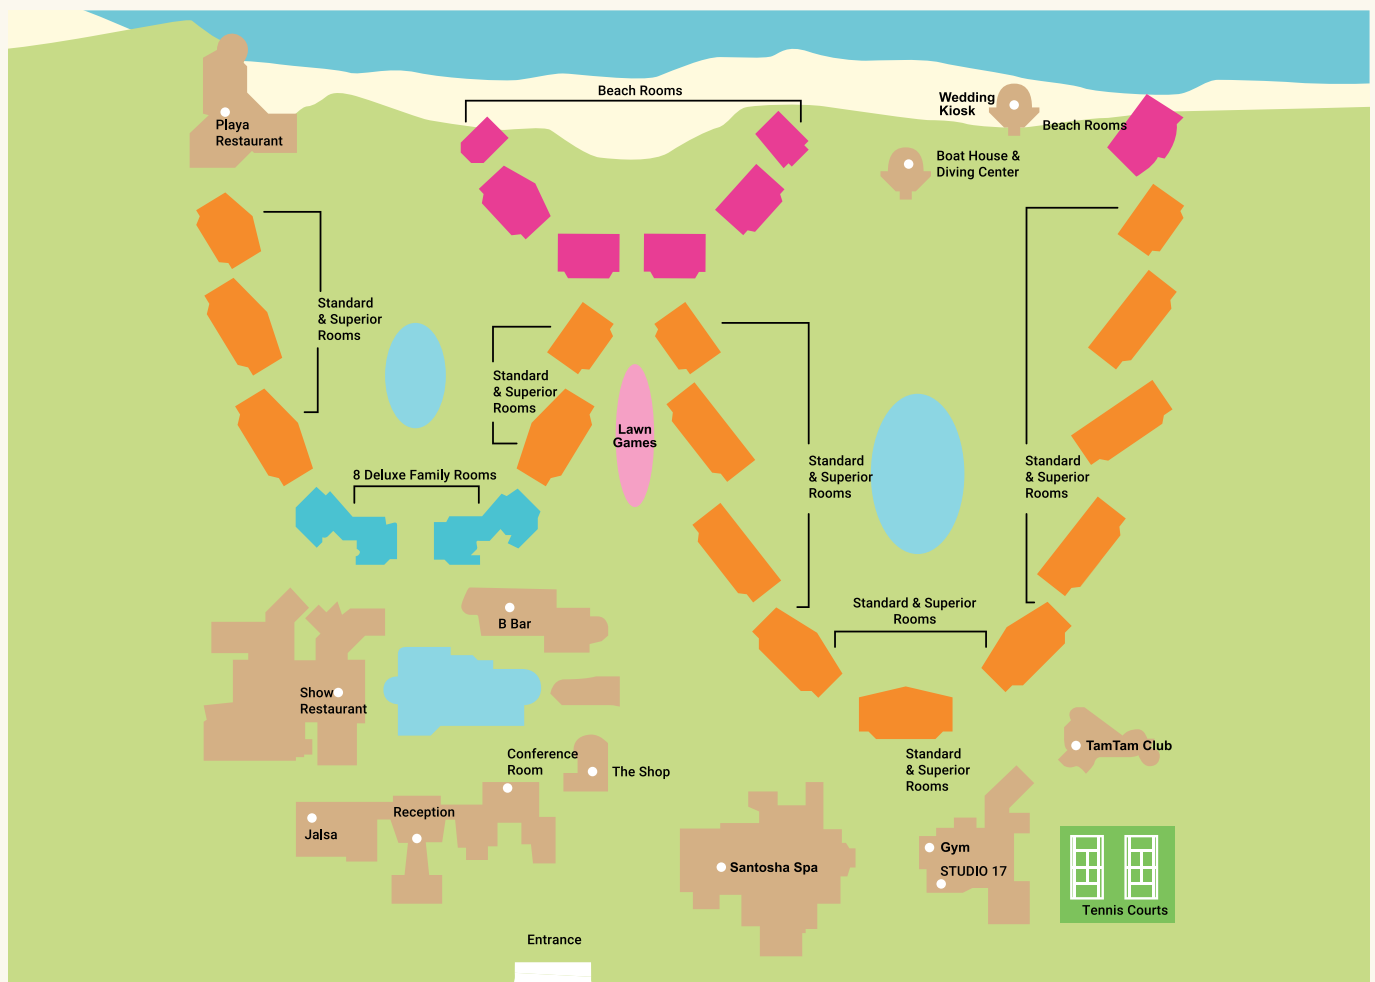 Beach Rooms
Wedding
Kiosk
Beach Rooms
Playa
Restaurant
Boat House &
Diving Center
Standard
& Superior
Rooms
Standard
& Superior
Rooms
Lawn
Games
Standard
& Superior
Rooms
Standard
& Superior
Rooms
8 Deluxe Family Rooms
Standard & Superior
Rooms
B Bar
Show
Restaurant
TamTam Club
Conference
Room
The Shop
Standard
& Superior
Rooms
Reception
Jalsa
Gym
STUDIO 17
Santosha Spa
Tennis Courts
Entrance